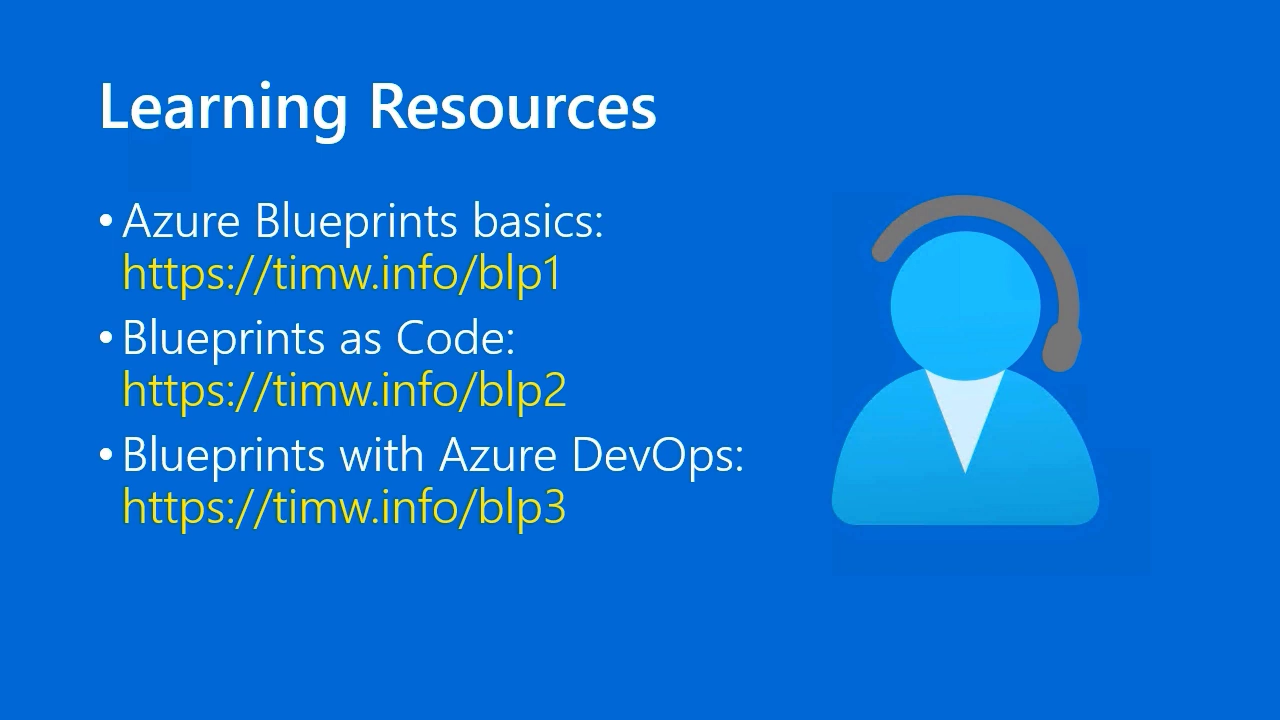 Learning Resources
• Azure Blueprints basics:
https://timw.info/blp1
• Blueprints as Code:
https://timw.info/blp2
• Blueprints with Azure DevOps:
https://timw.info/blp3